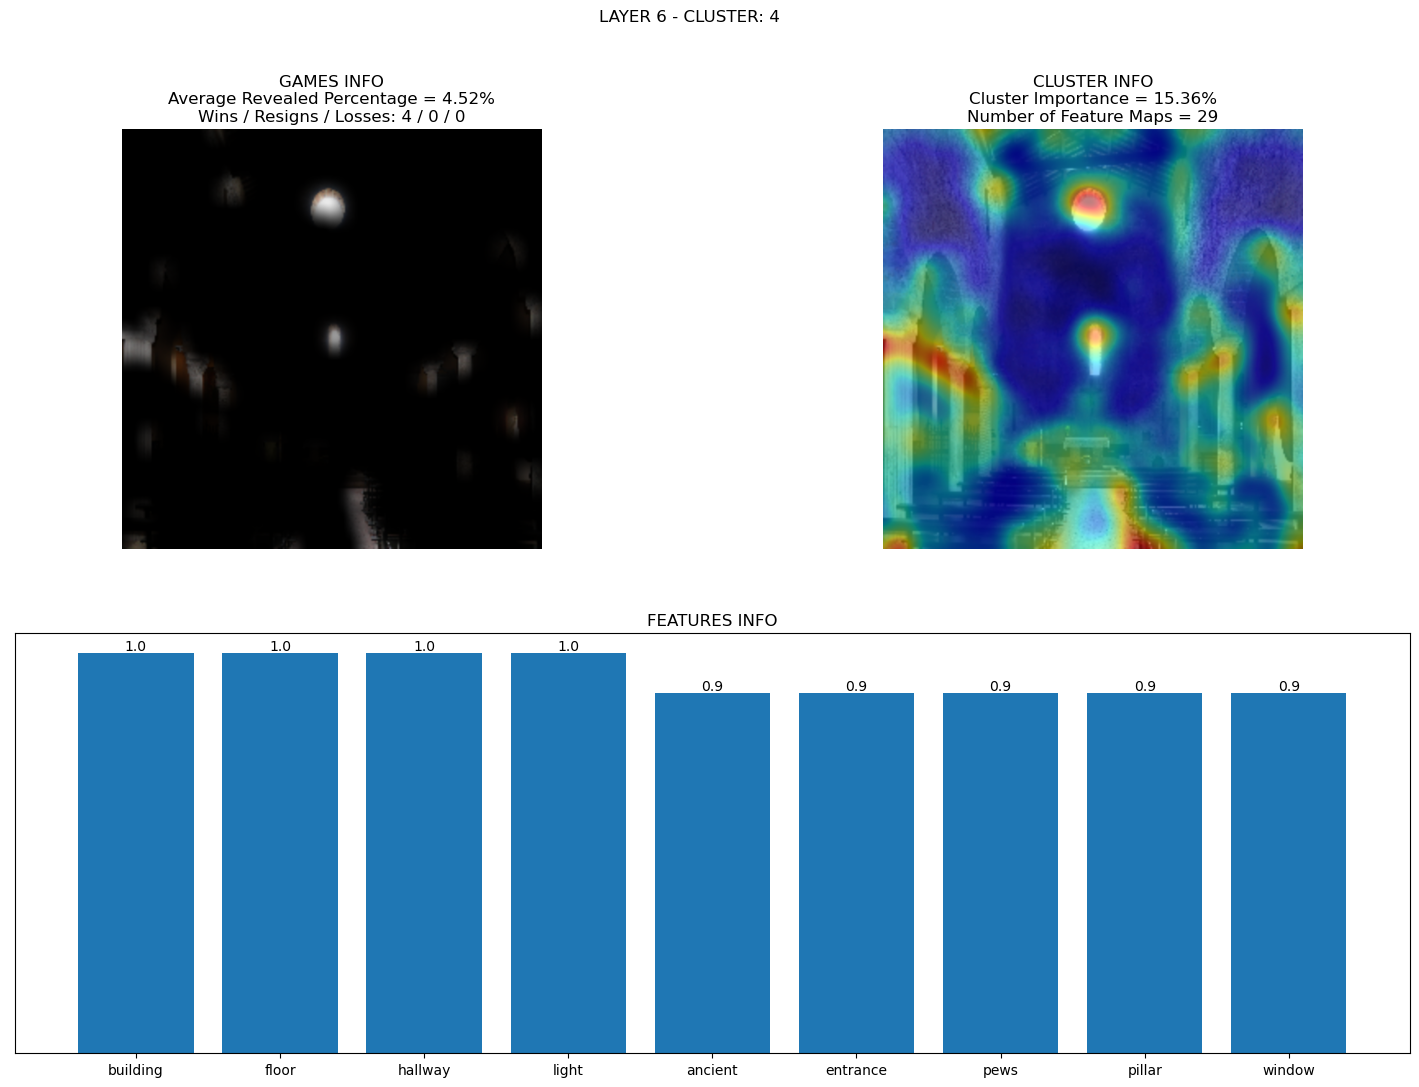 LAYER 6 - CLUSTER: 4
GAMES INFO
Average Revealed Percentage = 4.52%
Wins / Resigns / Losses: 4 / 0 / 0
CLUSTER INFO
Cluster Importance = 15.36%
Number of Feature Maps = 29
FEATURES INFO
1.0 1.0 1.0 1.0 0.9 0.9 0.9 0.9 0.9
building floor hallway light ancient entrance pews pillar window